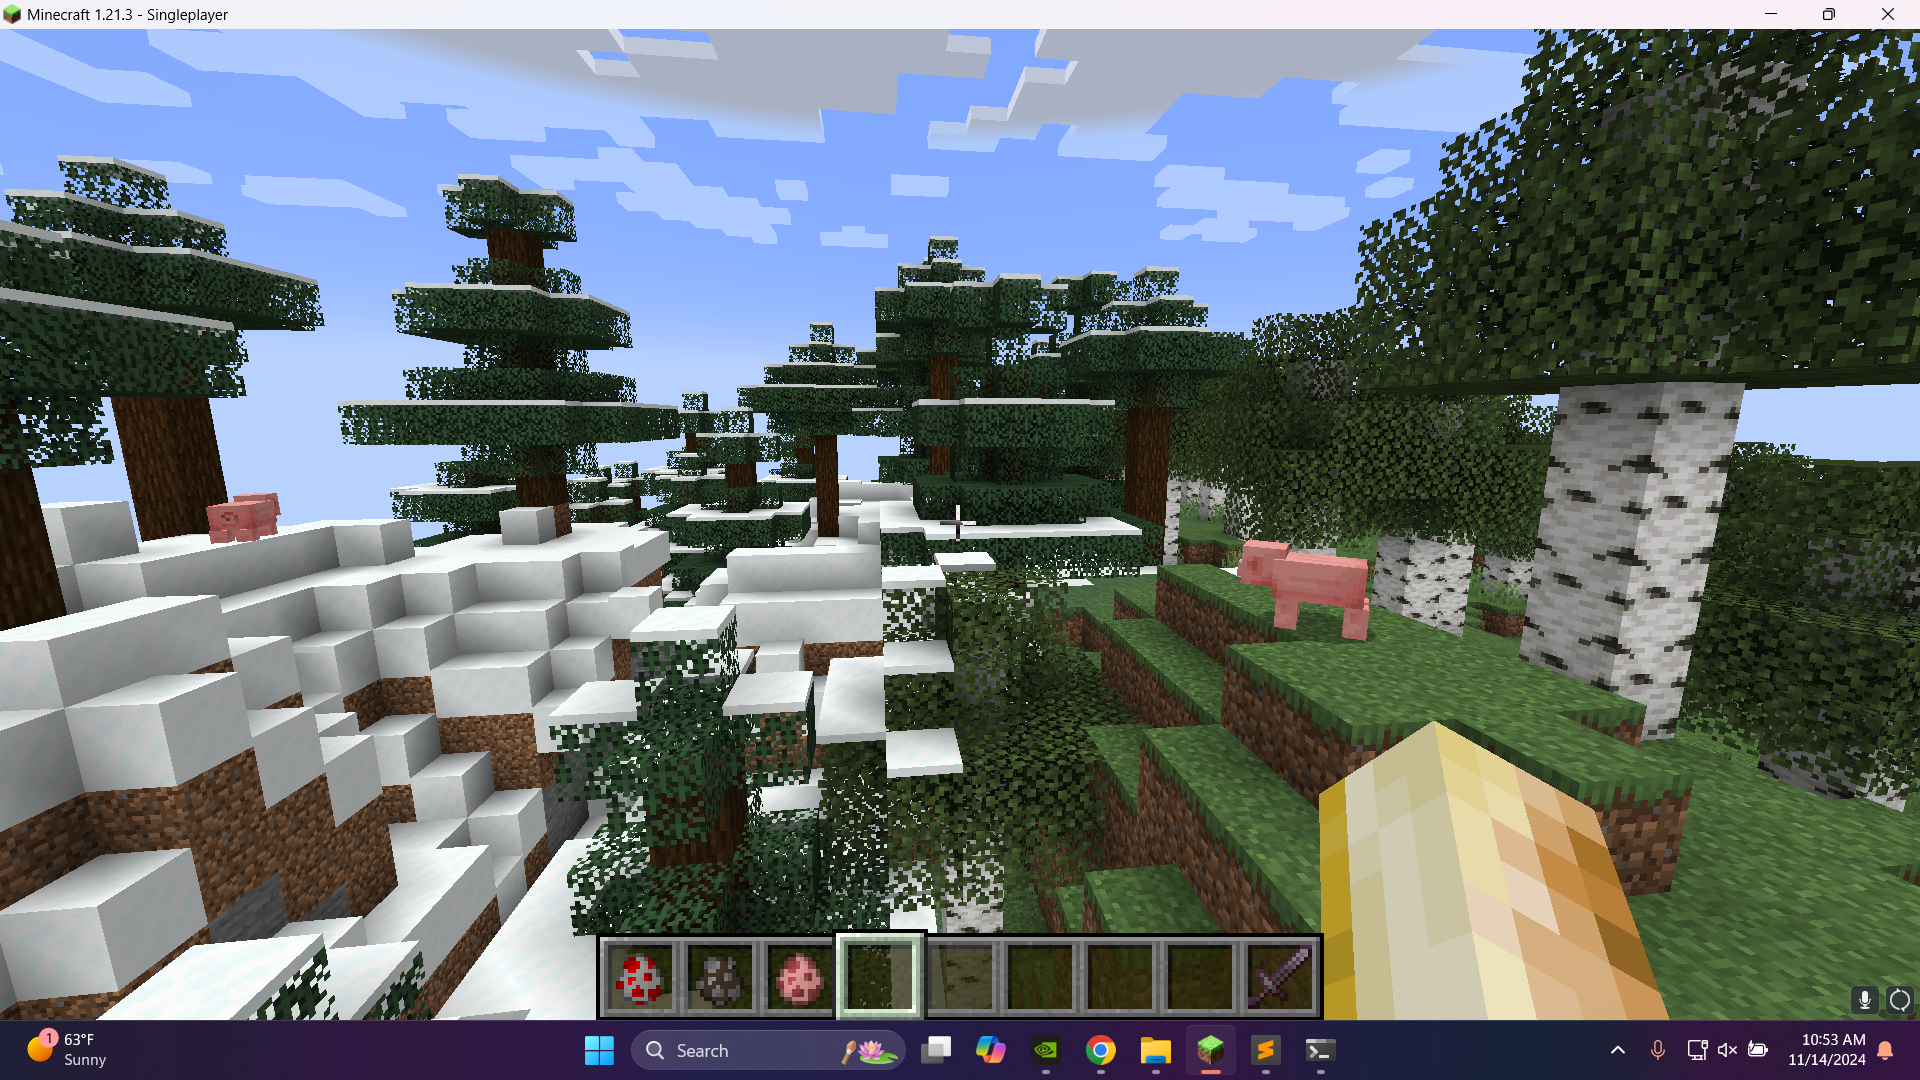 Minecraft 1.21.3 - Singleplayer
1
63°F
Sunny
Search
10:53 AM
11/14/2024